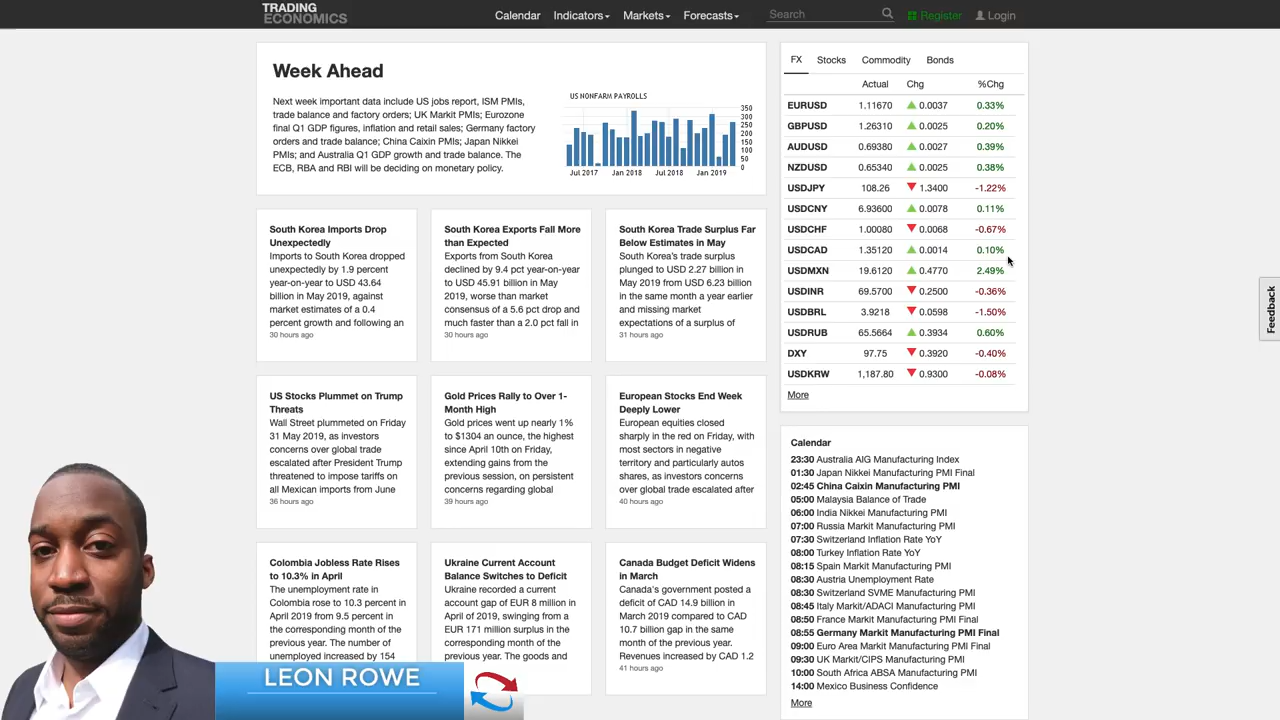 TRADING
ECONOMICS
Calendar
Indicators
Markets
Forecasts
Search
Register
Login
Week Ahead
Next week important data include US jobs report, ISM PMIs,
trade balance and factory orders; UK Markit PMIs; Eurozone
final Q1 GDP figures, inflation and retail sales; Germany factory
orders and trade balance; China Caixin PMIs; Japan Nikkei
PMIs; and Australia Q1 GDP growth and trade balance. The
ECB, RBA and RBI will be deciding on monetary policy.
US NONFARM PAYROLLS
350
300
250
200
150
100
50
0
Jul 2017 Jan 2018 Jul 2018 Jan 2019
South Korea Imports Drop
Unexpectedly
Imports to South Korea dropped
unexpectedly by 1.9 percent
year-on-year to USD 43.64
billion in May 2019, against
market estimates of a 0.4
percent growth and following an
30 hours ago
South Korea Exports Fall More
than Expected
Exports from South Korea
declined by 9.4 pct year-on-year
to USD 45.91 billion in May
2019, worse than market
consensus of a 5.6 pct drop and
much faster than a 2.0 pct fall in
30 hours ago
South Korea Trade Surplus Far
Below Estimates in May
South Korea's trade surplus
plunged to USD 2.27 billion in
May 2019 from USD 6.23 billion
in the same month a year earlier
and missing market
expectations of a surplus of
31 hours ago
US Stocks Plummet on Trump
Threats
Wall Street plummeted on Friday
31 May 2019, as investors
concerns over global trade
escalated after President Trump
threatened to impose tariffs on
all Mexican imports from June
36 hours ago
Gold Prices Rally to Over 1-
Month High
Gold prices went up nearly 1%
to $1304 an ounce, the highest
since April 10th on Friday,
extending gains from the
previous session, on persistent
concerns regarding global
39 hours ago
European Stocks End Week
Deeply Lower
European equities closed
sharply in the red on Friday, with
most sectors in negative
territory and particularly autos
shares, as investors concerns
over global trade escalated after
40 hours ago
Colombia Jobless Rate Rises
to 10.3% in April
The unemployment rate in
Colombia rose to 10.3 percent in
April 2019 from 9.5 percent in
the corresponding month of the
previous year. The number of
unemployed increased by 154
Ukraine Current Account
Balance Switches to Deficit
Ukraine recorded a current
account gap of EUR 8 million in
April of 2019, swinging from a
EUR 171 million surplus in the
corresponding month of the
previous year. The goods and
Canada Budget Deficit Widens
in March
Canada's government posted a
deficit of CAD 14.9 billion in
March 2019 compared to CAD
10.7 billion gap in the same
month of the previous year.
Revenues increased by CAD 1.2
41 hours ago
FX Stocks Commodity Bonds
Actual Chg %Chg
EURUSD 1.11670 0.0037 0.33%
GBPUSD 1.26310 0.0025 0.20%
AUDUSD 0.69380 0.0027 0.39%
NZDUSD 0.65340 0.0025 0.38%
USDJPY 108.26 1.3400 -1.22%
USDCNY 6.93600 0.0078 0.11%
USDCHF 1.00080 0.0068 -0.67%
USDCAD 1.35120 0.0014 0.10%
USDMXN 19.6120 0.4770 2.49%
USDINR 69.5700 0.2500 -0.36%
USDBRL 3.9218 0.0598 -1.50%
USDRUB 65.5664 0.3934 0.60%
DXY 97.75 0.3920 -0.40%
USDKRW 1,187.80 0.9300 -0.08%
More
Calendar
23:30 Australia AIG Manufacturing Index
01:30 Japan Nikkei Manufacturing PMI Final
02:45 China Caixin Manufacturing PMI
05:00 Malaysia Balance of Trade
06:00 India Nikkei Manufacturing PMI
07:00 Russia Markit Manufacturing PMI
07:30 Switzerland Inflation Rate YoY
08:00 Turkey Inflation Rate YoY
08:15 Spain Markit Manufacturing PMI
08:30 Austria Unemployment Rate
08:30 Switzerland SVME Manufacturing PMI
08:45 Italy Markit/ADACI Manufacturing PMI
08:50 France Markit Manufacturing PMI Final
08:55 Germany Markit Manufacturing PMI Final
09:00 Euro Area Markit Manufacturing PMI Final
09:30 UK Markit/CIPS Manufacturing PMI
10:00 South Africa ABSA Manufacturing PMI
14:00 Mexico Business Confidence
More
Feedback
LEON ROWE